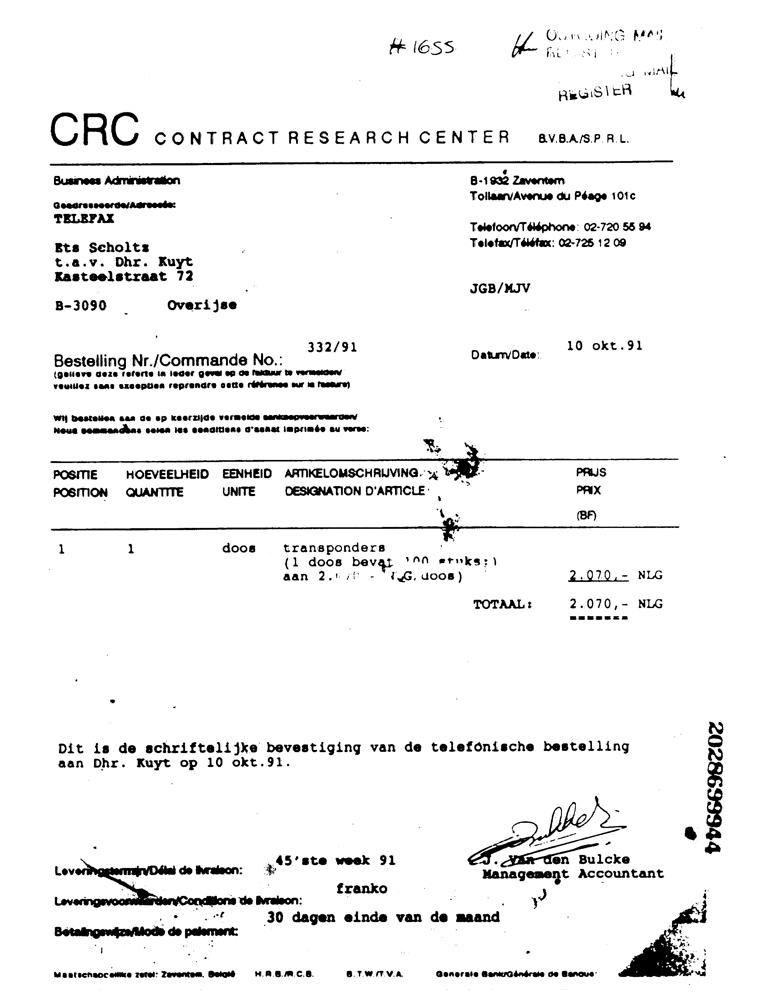 # 1655
OUTGOING MAIL
MAIL
REGISTER
CRC CONTRACT RESEARCH CENTER B.V.B.A./S.P.R.L.
Business Administration
B-1932 Zaventem
Tollaan/Avenue du Péage 101c
Geadresseerde/Adressée:
TELEFAX
Telefoon/Téléphone: 02-720 55 94
Telefax/Téléfax: 02-725 12 09
Ets Scholtz
t.a.v. Dhr. Kuyt
Kasteelstraat 72
JGB/MJV
B-3090 Overijse
332/91
Bestelling Nr./Commande No.:
Datum/Date: 10 okt.91
(gelieve deze referte in ieder geval op de faktuur te vermelden/
veuillez sans exception reprendre cette référence sur la facture)
Wij bestellen aan de op keerzijde vermelde aankoopvoorwaarden/
Nous commandons selon les conditions d'achat imprimée au verso:
POSITIE HOEVEELHEID EENHEID ARTIKELOMSCHRIJVING PRIJS
POSITION QUANTITE UNITE DESIGNATION D'ARTICLE PRIX
(BF)
1 1 doos transponders
(1 doos bevat 100 stuks;)
aan 2. NLG, doos) 2.070,- NLG
TOTAAL: 2.070,- NLG
=======
Dit is de schriftelijke bevestiging van de telefonische bestelling
aan Dhr. Kuyt op 10 okt.91.
2028699944
J. Van den Bulcke
Management Accountant
Leveringstermijn/Délai de livraison: 45'ste week 91
Leveringsvoorwaarden/Conditions de livraison: franko
Betalingswijze/Mode de paiement: 30 dagen einde van de maand
Maatschappelijke zetel: Zaventem, België H.R.B./R.C.B. B.T.W./T.V.A. Generale Bank/Générale de Banque: